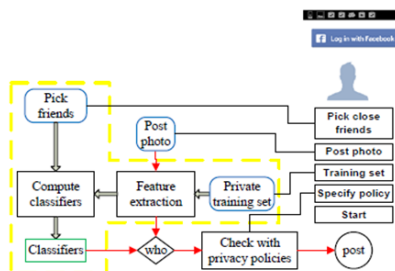 Log in with Facebook
Pick
friends
Post
photo
Pick close
friends
Post photo
Training set
Specify policy
Start
Compute
classifiers
Feature
extraction
Private
training set
Classifiers
who
Check with
privacy policies
post